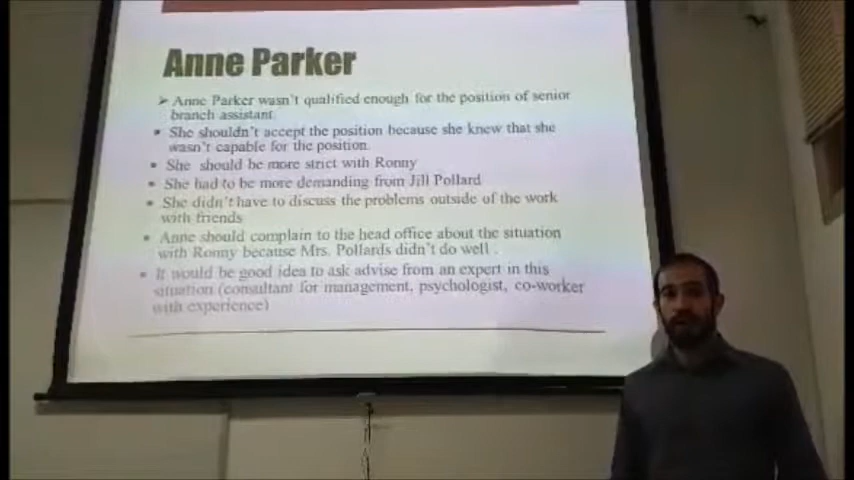 Anne Parker
➤ Anne Parker wasn't qualified enough for the position of senior
branch assistant
▪ She shouldn't accept the position because she knew that she
wasn't capable for the position.
▪ She should be more strict with Ronny
▪ She had to be more demanding from Jill Pollard
▪ She didn't have to discuss the problems outside of the work
with friends
▪ Anne should complain to the head office about the situation
with Ronny because Mrs. Pollards didn't do well .
▪ It would be good idea to ask advise from an expert in this
situation (consultant for management, psychologist, co-worker
with experience)